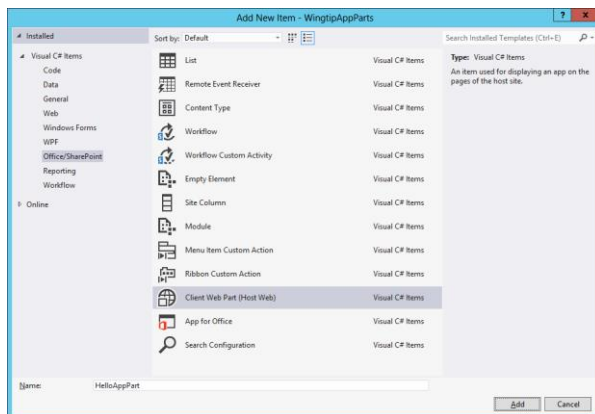 Add New Item - WingtipAppParts
? x
Installed
Sort by: Default
Search Installed Templates (Ctrl+E)
Visual C# Items
Code
Data
General
Web
Windows Forms
WPF
Office/SharePoint
Reporting
Workflow
Online
List Visual C# Items
Remote Event Receiver Visual C# Items
Content Type Visual C# Items
Workflow Visual C# Items
Workflow Custom Activity Visual C# Items
Empty Element Visual C# Items
Site Column Visual C# Items
Module Visual C# Items
Menu Item Custom Action Visual C# Items
Ribbon Custom Action Visual C# Items
Client Web Part (Host Web) Visual C# Items
App for Office Visual C# Items
Search Configuration Visual C# Items
Type: Visual C# Items
An item used for displaying an app on the
pages of the host site.
Name: HelloAppPart
Add Cancel